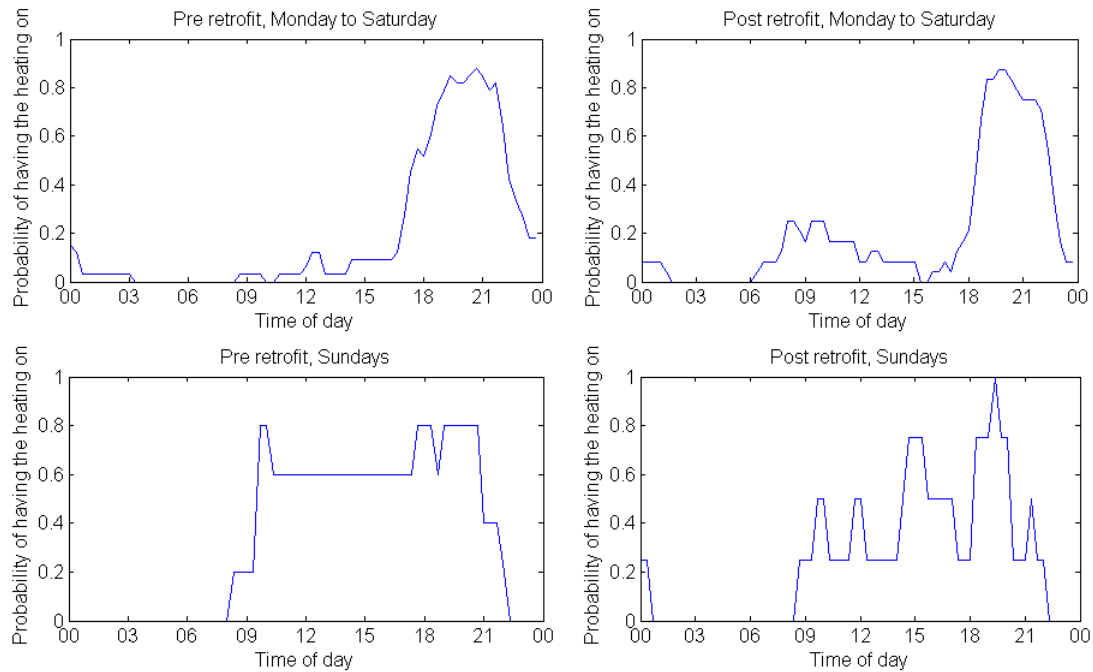 Pre retrofit, Monday to Saturday
Probability of having the heating on
1
0.8
0.6
0.4
0.2
0
00 03 06 09 12 15 18 21 00
Time of day
Post retrofit, Monday to Saturday
Probability of having the heating on
1
0.8
0.6
0.4
0.2
0
00 03 06 09 12 15 18 21 00
Time of day
Pre retrofit, Sundays
Probability of having the heating on
1
0.8
0.6
0.4
0.2
0
00 03 06 09 12 15 18 21 00
Time of day
Post retrofit, Sundays
Probability of having the heating on
1
0.8
0.6
0.4
0.2
0
00 03 06 09 12 15 18 21 00
Time of day